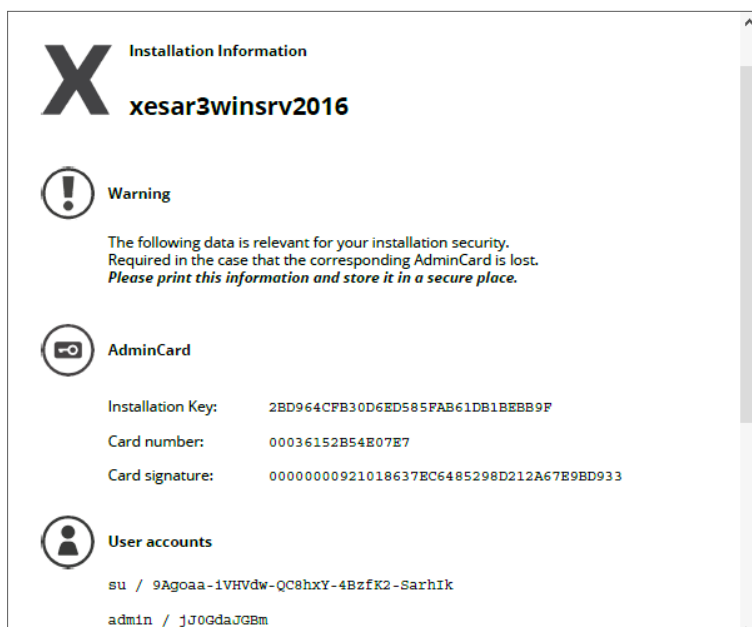 X
Installation Information
xesar3winsrv2016
Warning
The following data is relevant for your installation security.
Required in the case that the corresponding AdminCard is lost.
Please print this information and store it in a secure place.
AdminCard
Installation Key: 2BD964CFB30D6ED585FAB61DB1BEBB9F
Card number: 00036152B54E07E7
Card signature: 00000000921018637EC6485298D212A67E9BD933
User accounts
su / 9Agoaa-1VHVdw-QC8hxY-4BzfK2-SarhIk
admin / jJ0GdaJGBm